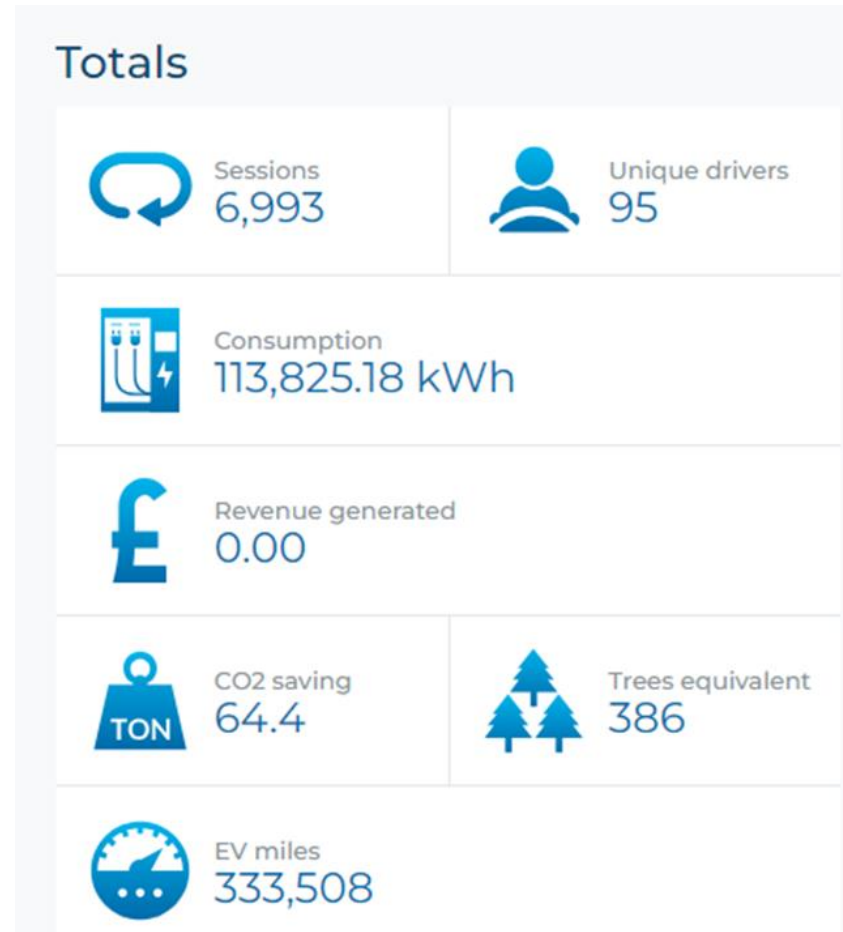 Totals
Sessions
6,993
Unique drivers
95
Consumption
113,825.18 kWh
£
Revenue generated
0.00
TON
CO2 saving
64.4
Trees equivalent
386
EV miles
333,508